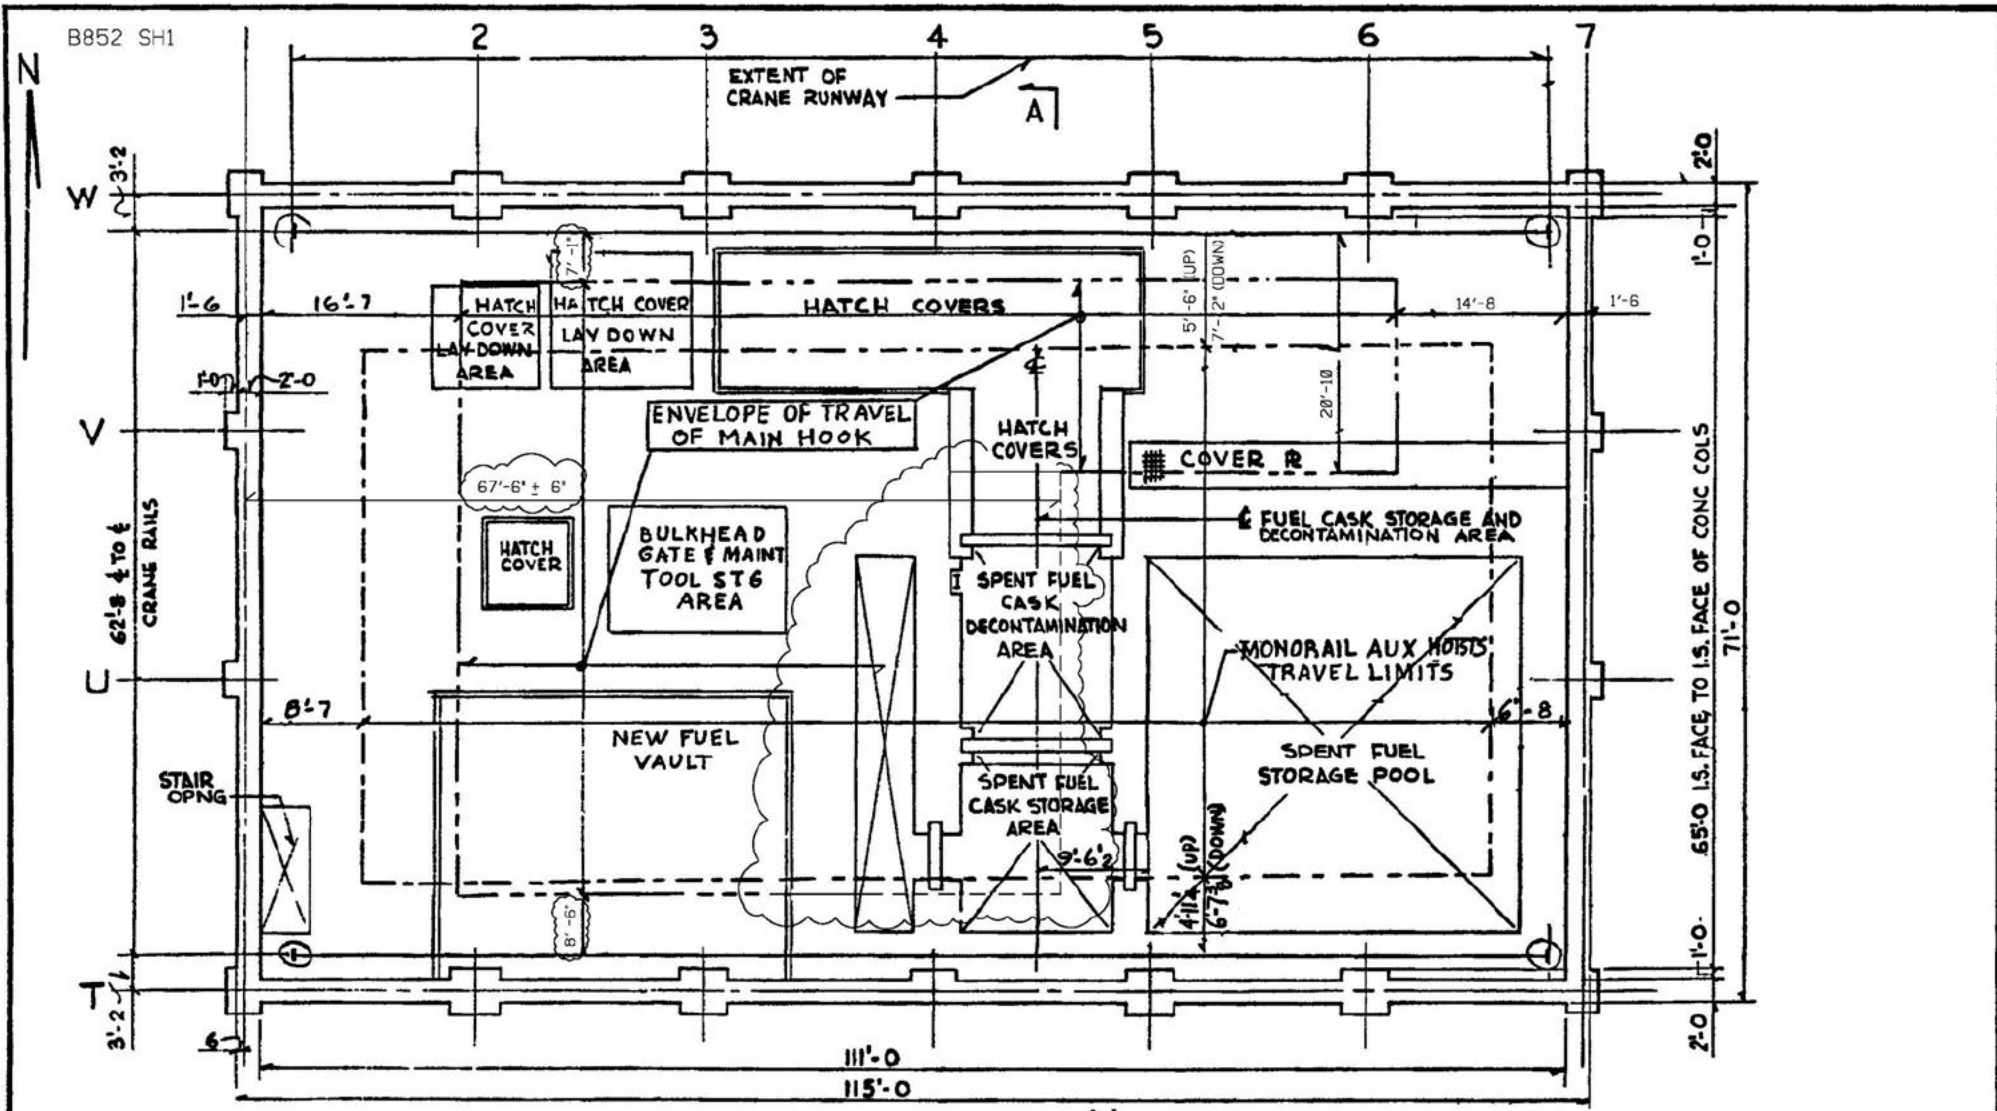 B852 SH1
N
2
3
4
5
6
7
EXTENT OF
CRANE RUNWAY
A
W
V
U
T
3'-2
2'-0
1'-0
7'-1"
5'-6" (UP)
7'-2" (DOWN)
1'-6
16'-7
14'-8
1'-6
HATCH
COVER
LAY DOWN
AREA
HATCH COVER
LAY DOWN
AREA
HATCH COVERS
1'-0
2'-0
20'-10
℄
ENVELOPE OF TRAVEL
OF MAIN HOOK
HATCH
COVERS
COVER ℞
67'-6" ± 6"
HATCH
COVER
BULKHEAD
GATE & MAINT
TOOL STG
AREA
℄ FUEL CASK STORAGE AND
DECONTAMINATION AREA
SPENT FUEL
CASK
DECONTAMINATION
AREA
MONORAIL AUX HOISTS
TRAVEL LIMITS
62'-8 ℄ TO ℄
CRANE RAILS
65'-0 I.S. FACE TO I.S. FACE OF CONC COLS
71'-0
8'-7
6'-8
NEW FUEL
VAULT
SPENT FUEL
STORAGE POOL
STAIR
OPNG
SPENT FUEL
CASK STORAGE
AREA
9'-6½
8'-6"
(UP)
(DOWN)
1'-0
2'-0
3'-2
6
111'-0
115'-0